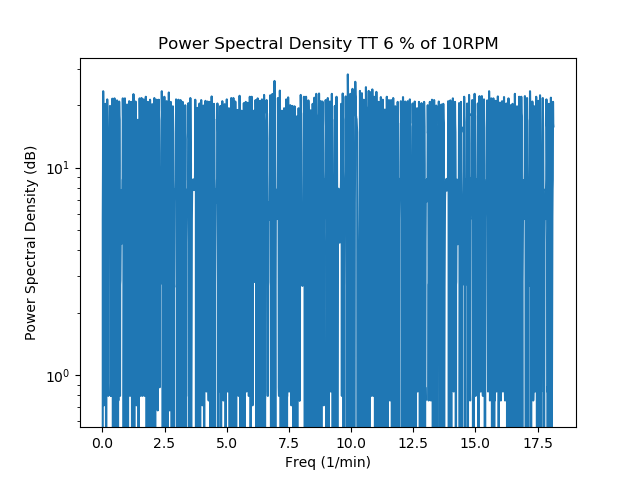 Power Spectral Density TT 6 % of 10RPM
Power Spectral Density (dB)
10¹
10⁰
0.0 2.5 5.0 7.5 10.0 12.5 15.0 17.5
Freq (1/min)